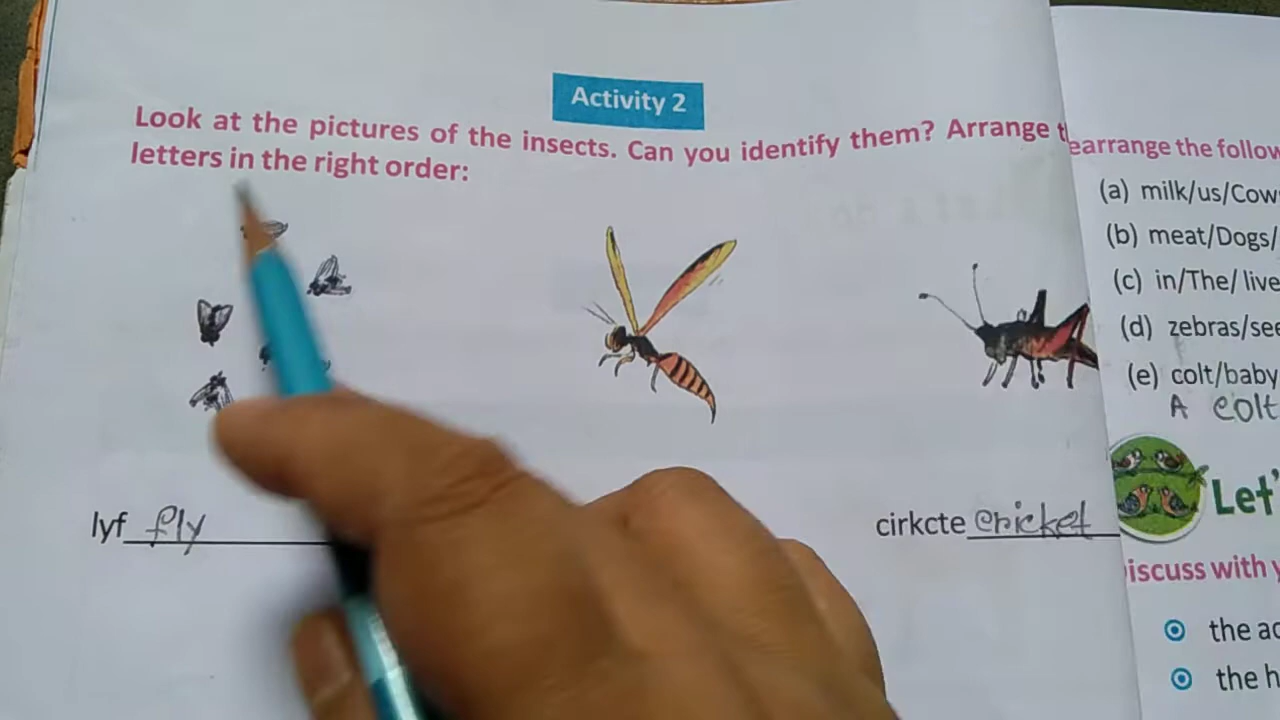 Activity 2
Look at the pictures of the insects. Can you identify them? Arrange
letters in the right order:
lyf fly
cirkcte cricket
earrange the follow
(a) milk/us/Cow
(b) meat/Dogs/
(c) in/The/ live
(d) zebras/see
(e) colt/baby
A colt
Let'
iscuss with y
the ac
the h